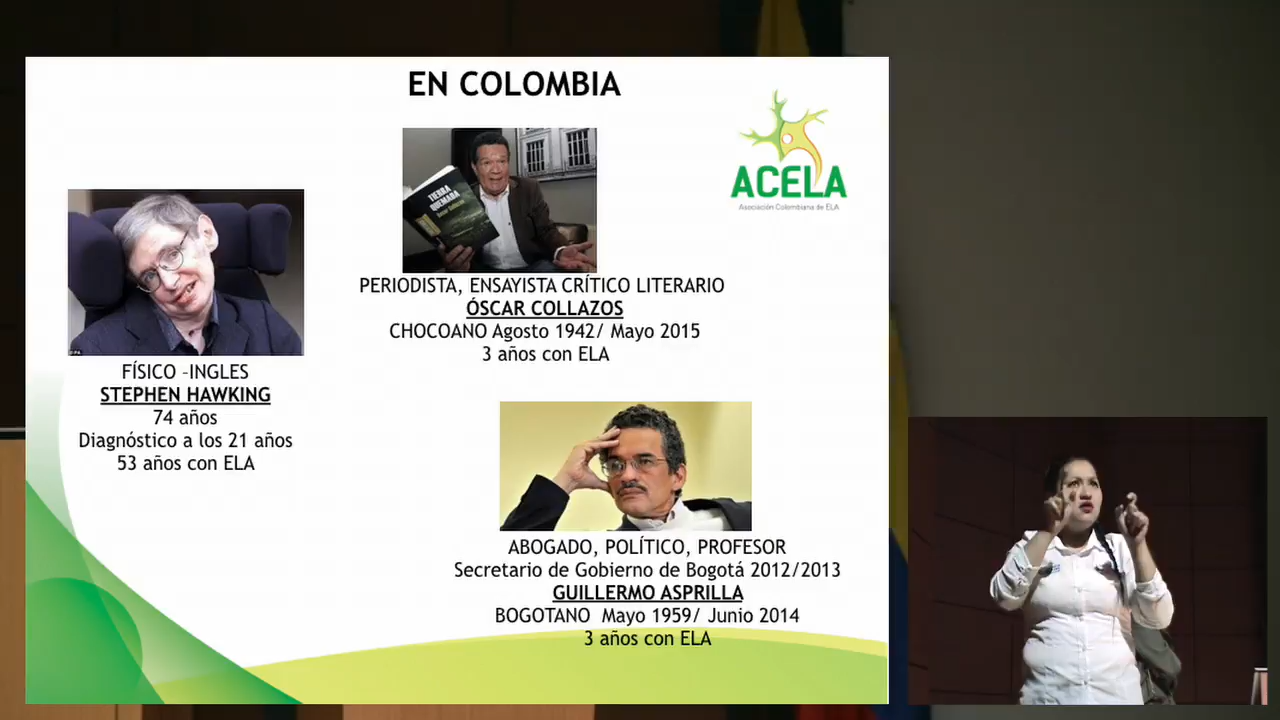 EN COLOMBIA
ACELA
Asociación Colombiana de ELA
TIERRA
QUEMADA
PERIODISTA, ENSAYISTA CRÍTICO LITERARIO
ÓSCAR COLLAZOS
CHOCOANO Agosto 1942/ Mayo 2015
3 años con ELA
FÍSICO -INGLES
STEPHEN HAWKING
74 años
Diagnóstico a los 21 años
53 años con ELA
ABOGADO, POLÍTICO, PROFESOR
Secretario de Gobierno de Bogotá 2012/2013
GUILLERMO ASPRILLA
BOGOTANO Mayo 1959/ Junio 2014
3 años con ELA